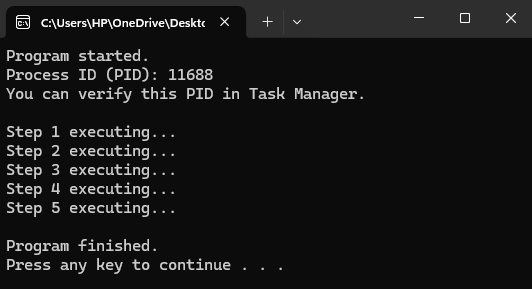 C:\Users\HP\OneDrive\Deskto
Program started.
Process ID (PID): 11688
You can verify this PID in Task Manager.
Step 1 executing...
Step 2 executing...
Step 3 executing...
Step 4 executing...
Step 5 executing...
Program finished.
Press any key to continue . . .